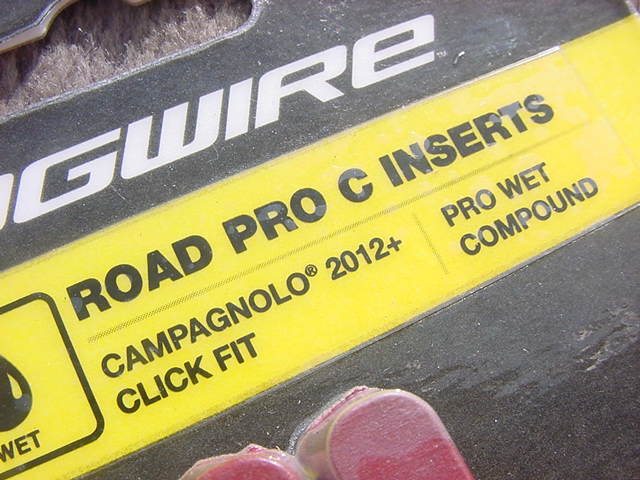 GWIRE
ROAD PRO C INSERTS
CAMPAGNOLO® 2012+
CLICK FIT
PRO WET
COMPOUND
WET